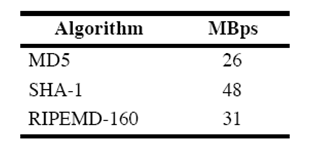 Algorithm MBps
MD5 26
SHA-1 48
RIPEMD-160 31